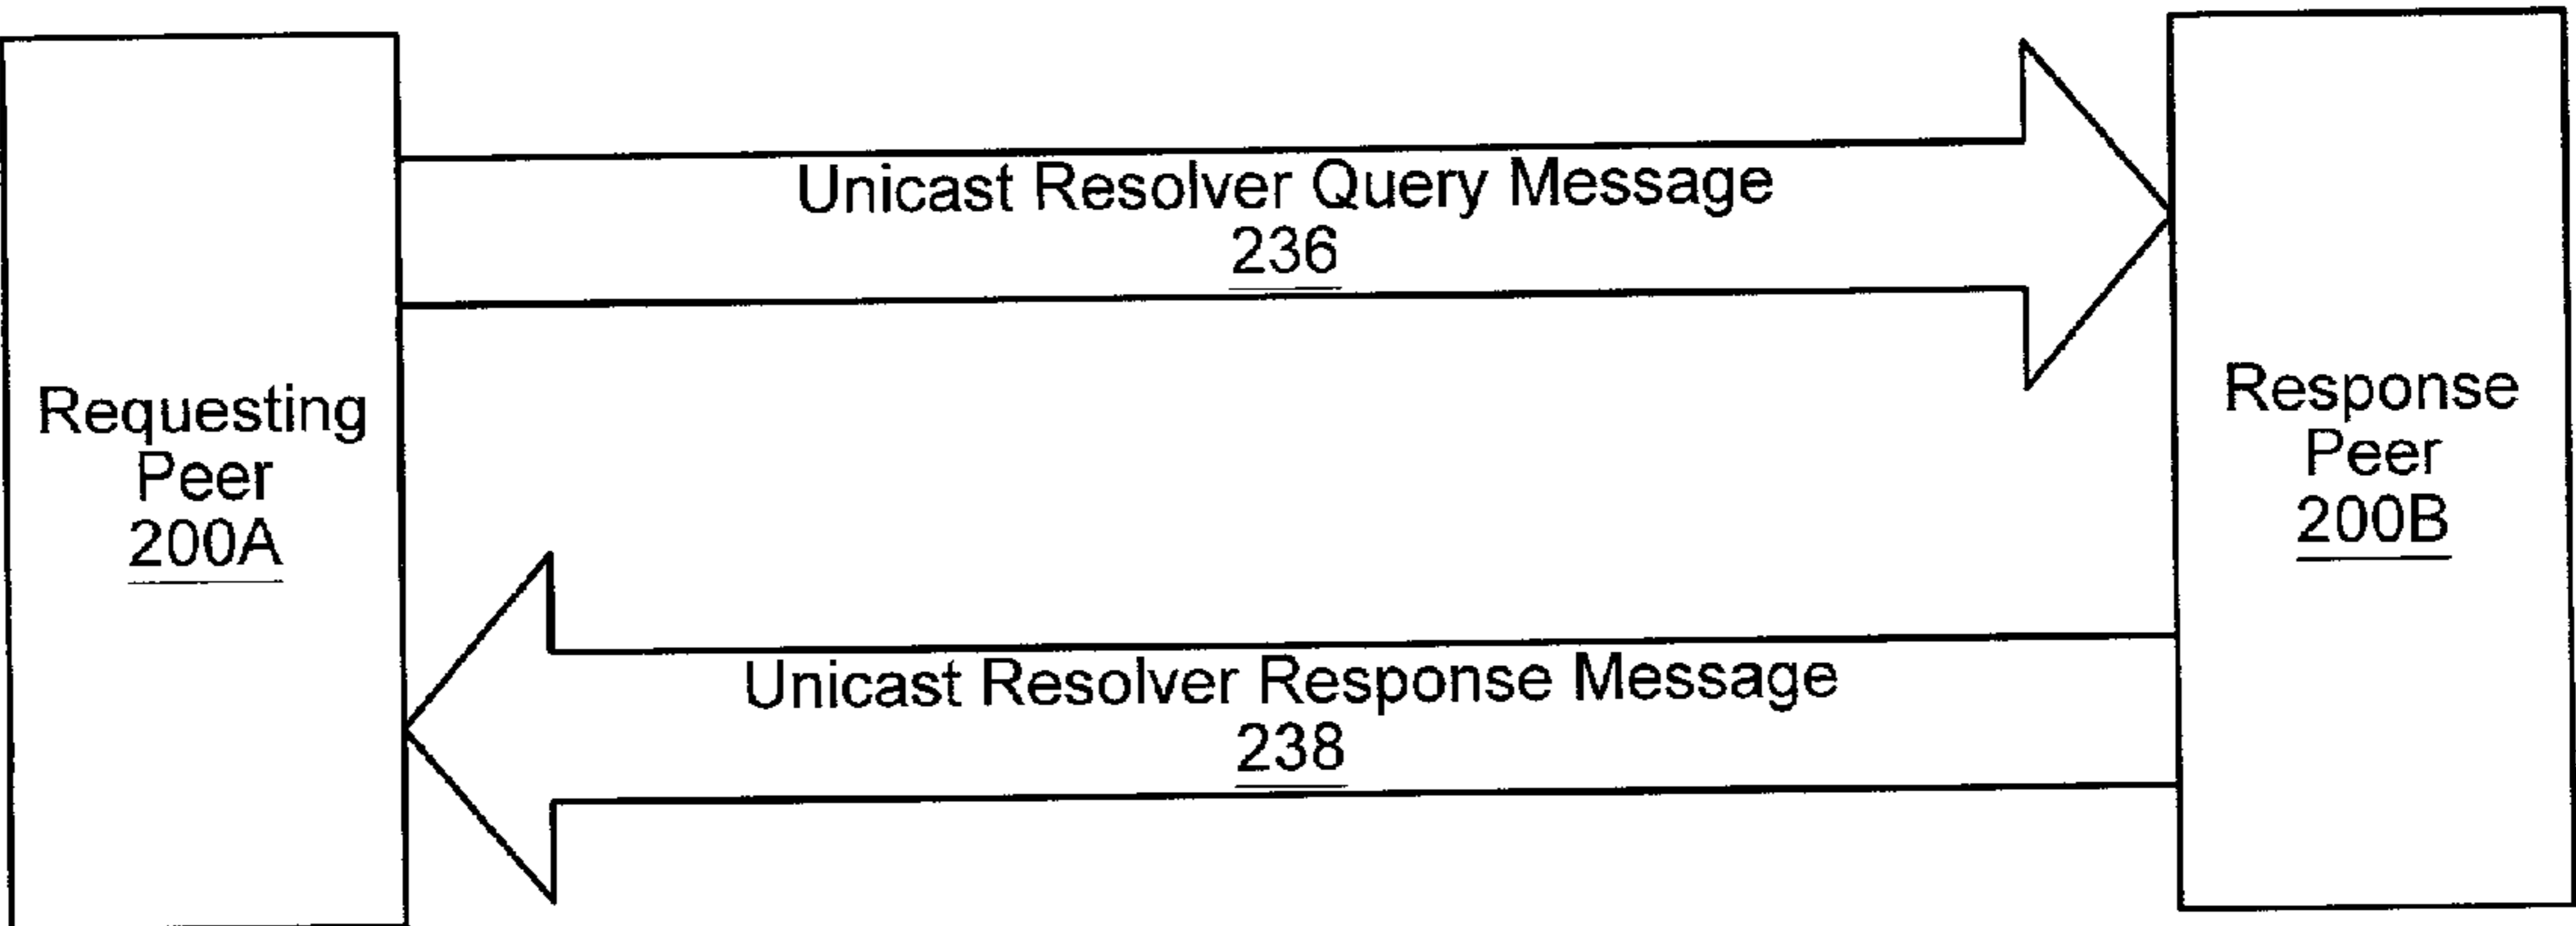 Unicast Resolver Query Message
236
Requesting
Peer
200A
Response
Peer
200B
Unicast Resolver Response Message
238